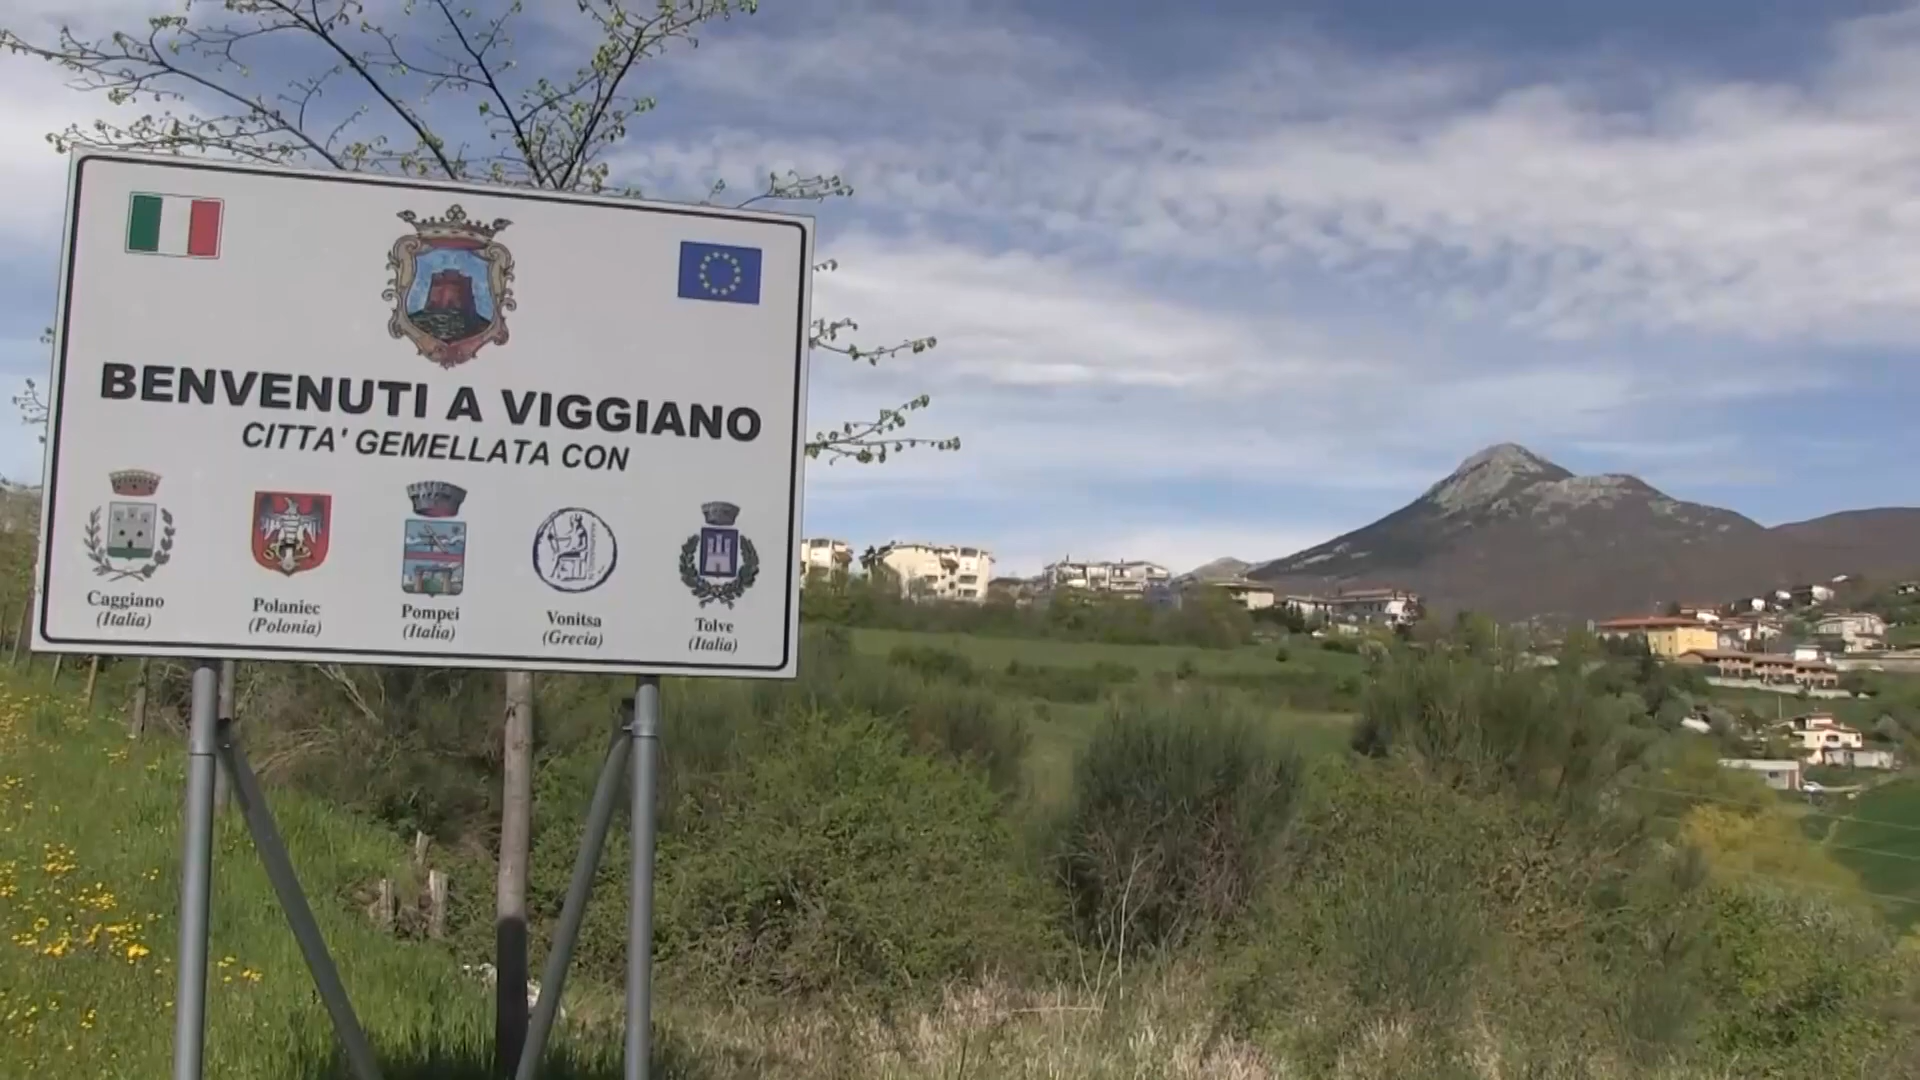 BENVENUTI A VIGGIANO
CITTA' GEMELLATA CON
Caggiano
(Italia)
Polaniec
(Polonia)
Pompei
(Italia)
Vonitsa
(Grecia)
Tolve
(Italia)